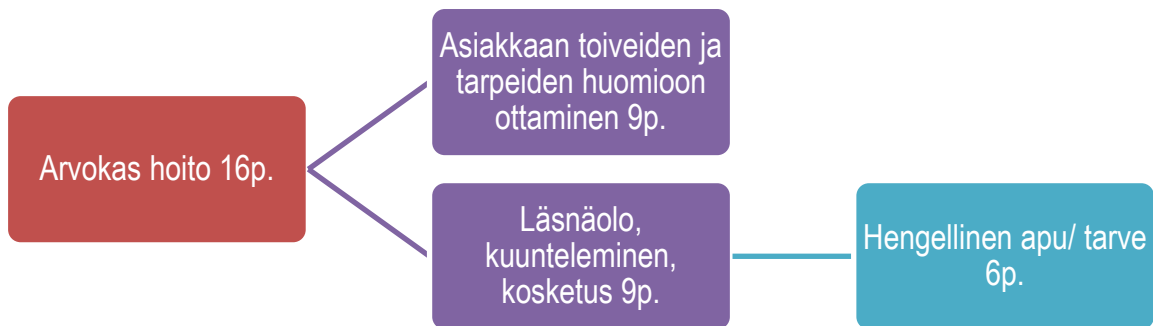 Arvokas hoito 16p.
Asiakkaan toiveiden ja
tarpeiden huomioon
ottaminen 9p.
Läsnäolo,
kuunteleminen,
kosketus 9p.
Hengellinen apu/ tarve
6p.